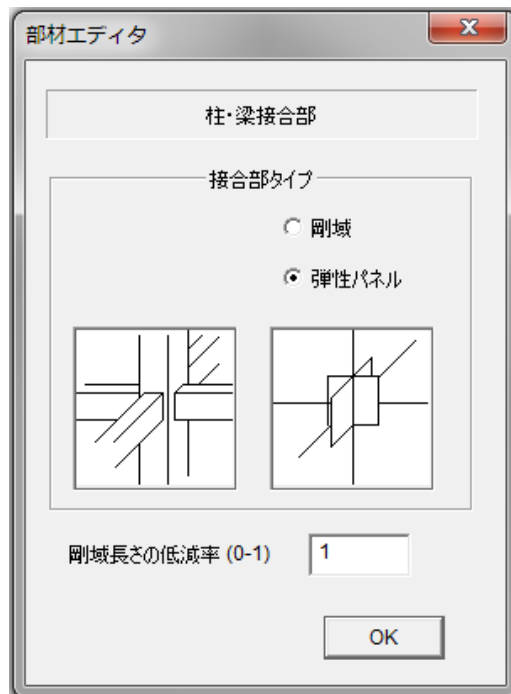 部材エディタ
柱・梁接合部
接合部タイプ
剛域
弾性パネル
剛域長さの低減率 (0-1)
1
OK